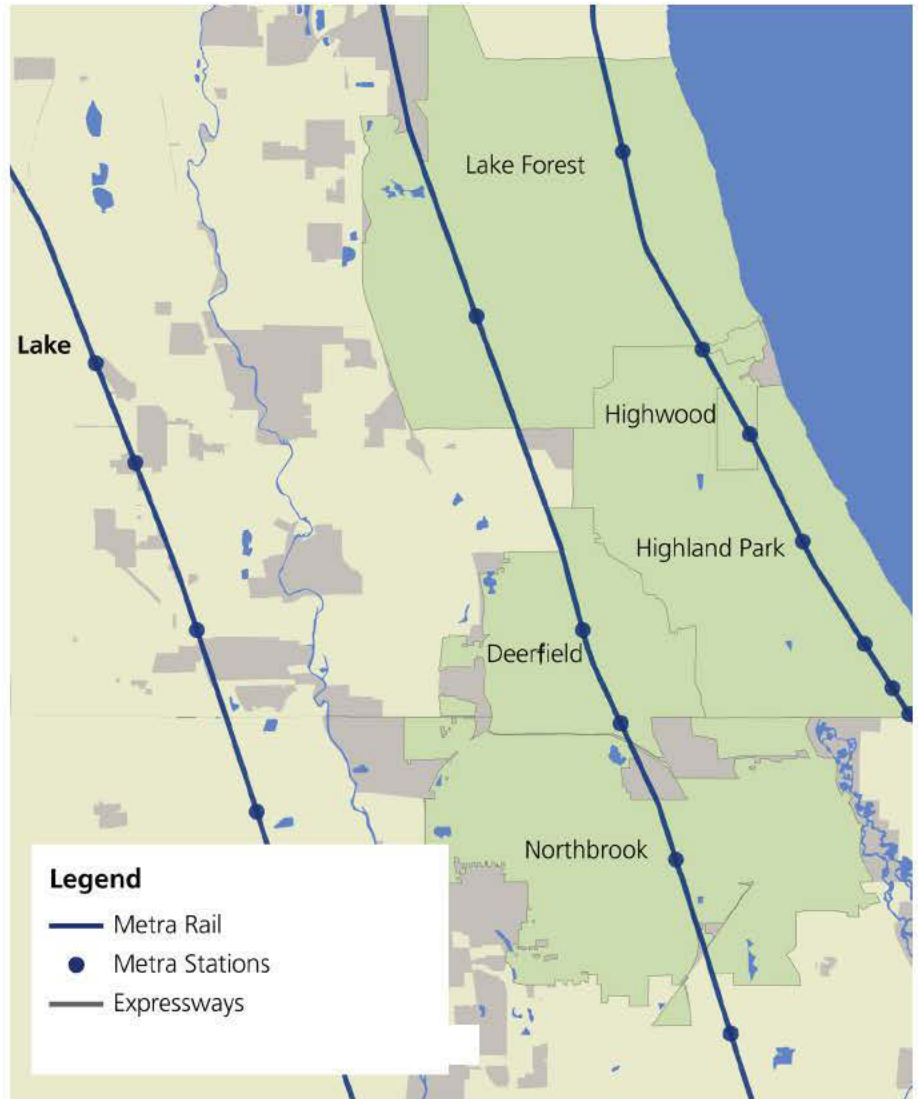 Lake Forest
Lake
Highwood
Highland Park
Deerfield
Northbrook
Legend
Metra Rail
Metra Stations
Expressways